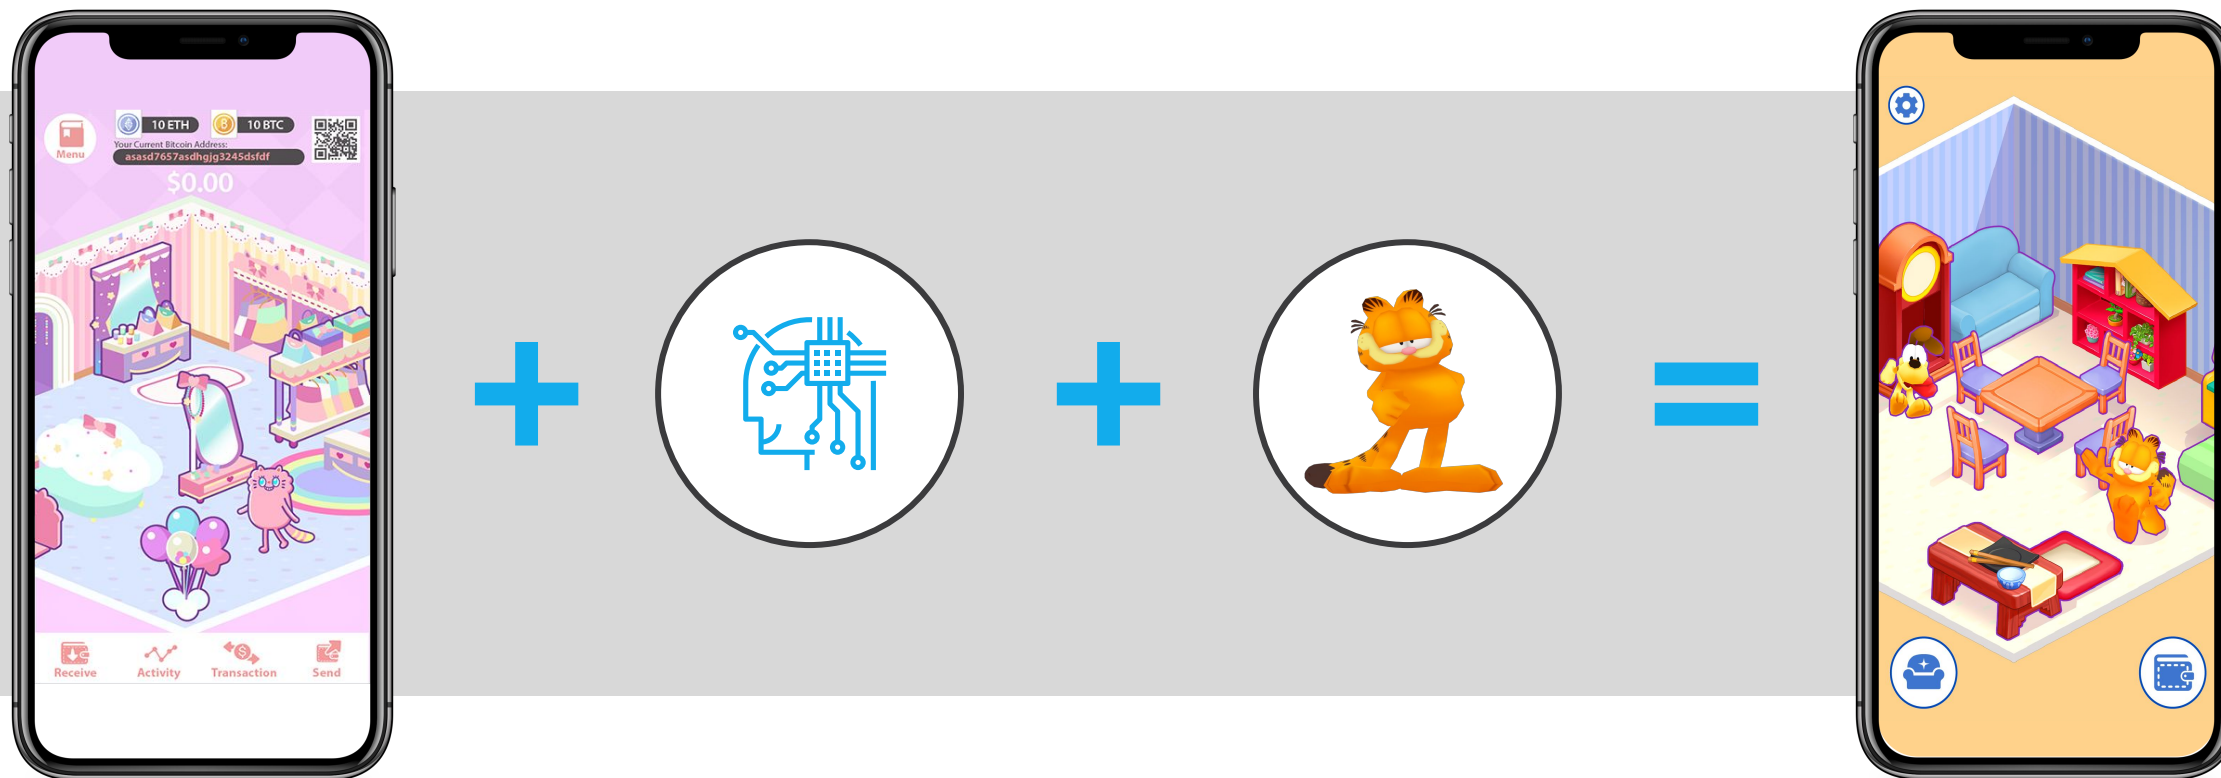 10 ETH
10 BTC
Menu
Your Current Bitcoin Address:
asasd7657asdhgjg3245dsfdf
$0.00
Receive
Activity
Transaction
Send